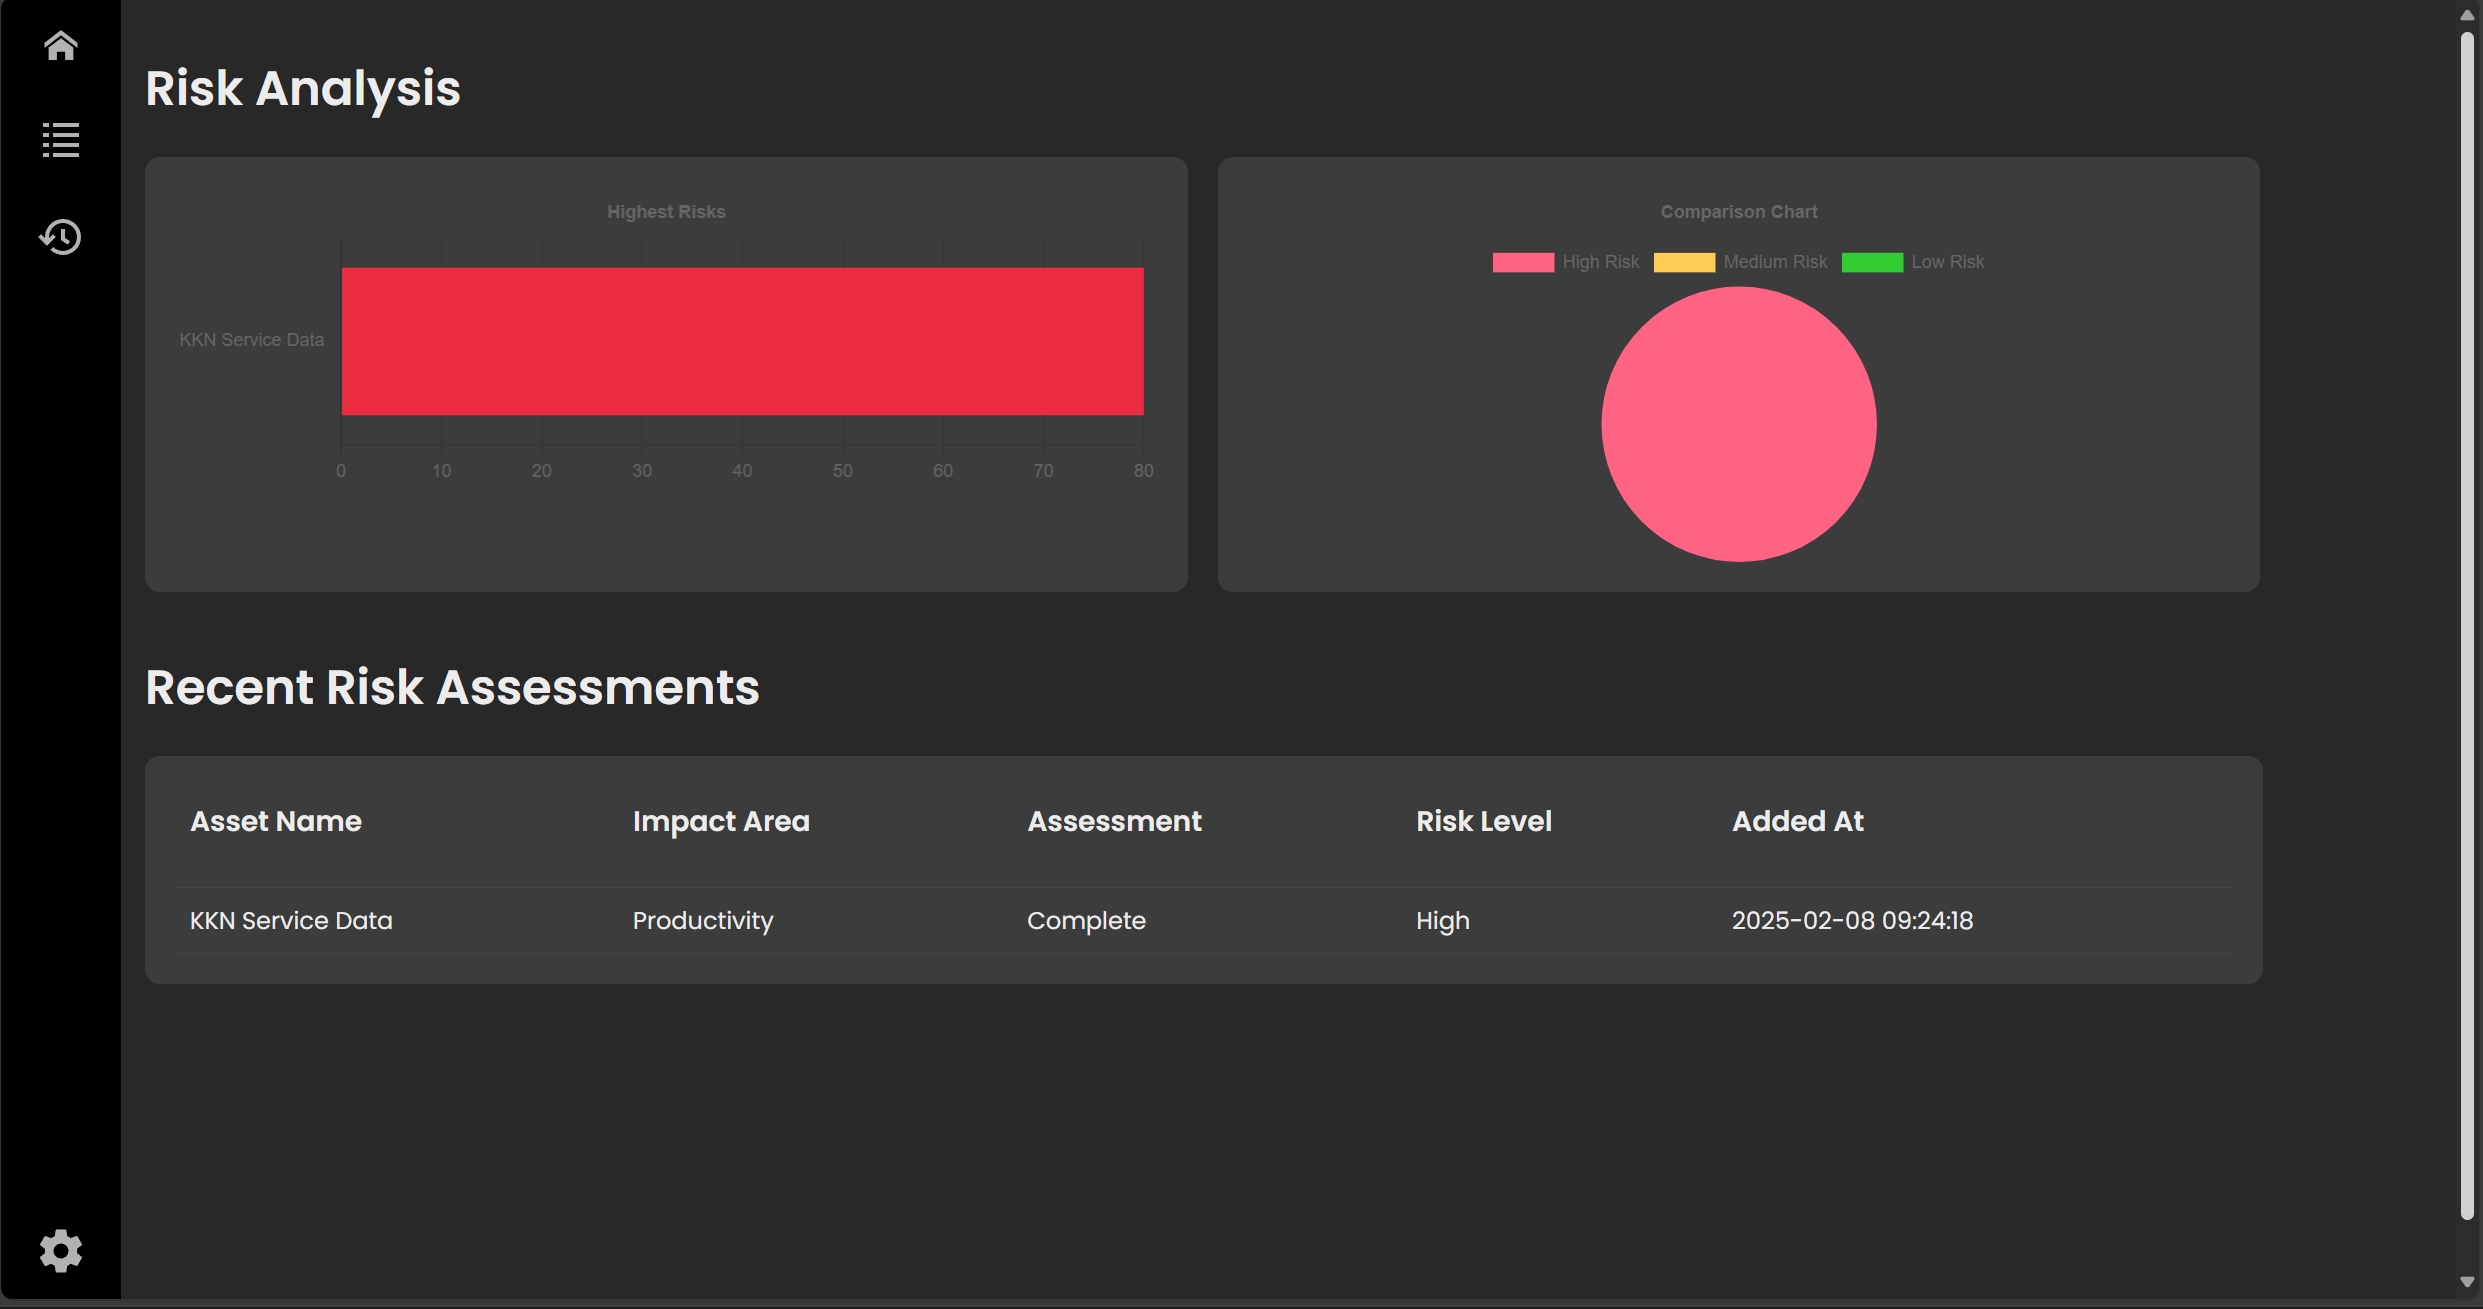 Risk Analysis
Highest Risks
KKN Service Data
0 10 20 30 40 50 60 70 80
Comparison Chart
High Risk Medium Risk Low Risk
Recent Risk Assessments
Asset Name Impact Area Assessment Risk Level Added At
KKN Service Data Productivity Complete High 2025-02-08 09:24:18